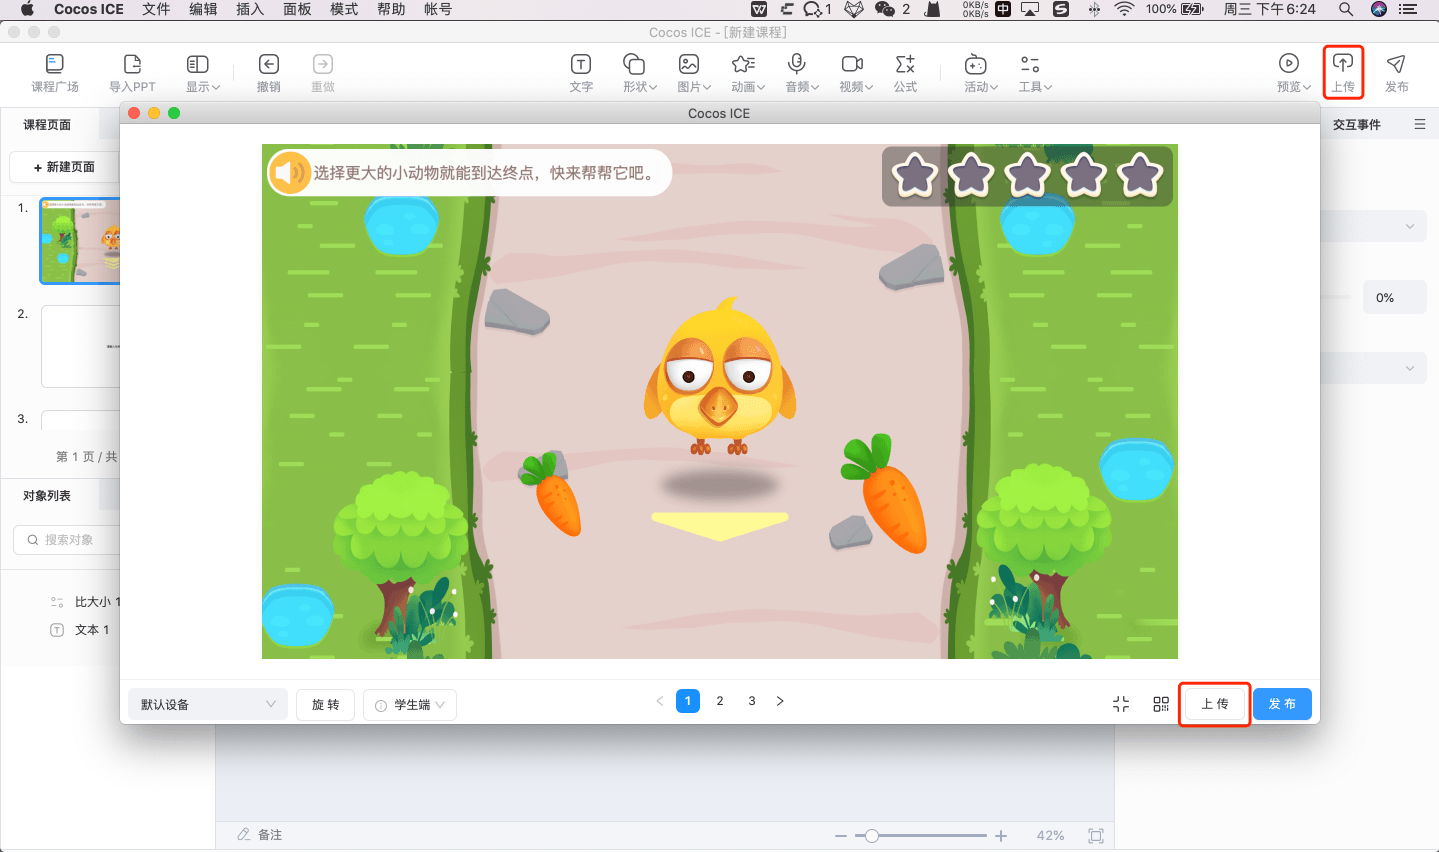 Cocos ICE 文件 编辑 插入 面板 模式 帮助 帐号
1 2 0KB/s 0KB/s 中 100% 周三 下午6:24
Cocos ICE - [新建课程]
课程广场 导入PPT 显示 撤销 重做 文字 形状 图片 动画 音频 视频 公式 活动 工具 预览 上传 发布
Cocos ICE
课程页面
交互事件
+ 新建页面
选择更大的小动物就能到达终点，快来帮帮它吧。
1.
0%
2.
3.
第 1 页 / 共
对象列表
搜索对象
比大小 1
文本 1
默认设备 旋 转 学生端 1 2 3 上 传 发 布
备注 42%